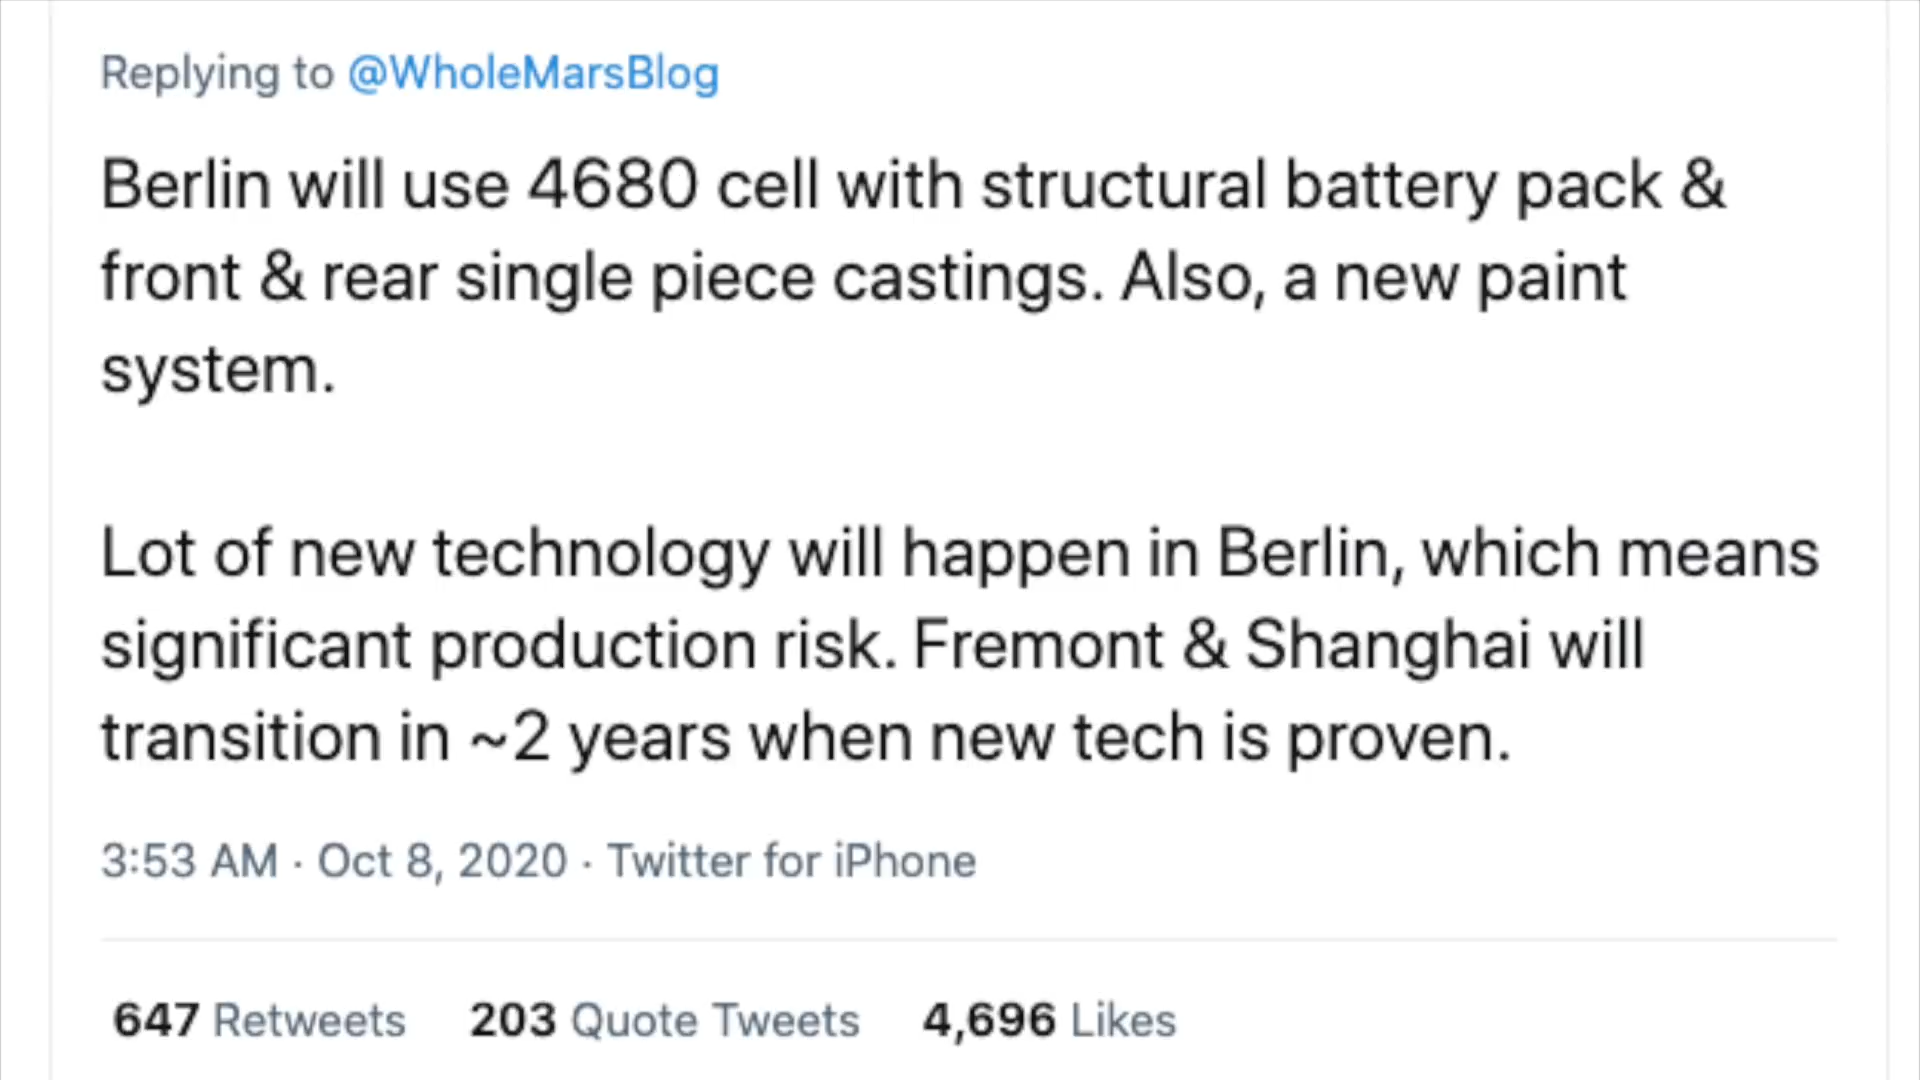 Replying to @WholeMarsBlog
Berlin will use 4680 cell with structural battery pack &
front & rear single piece castings. Also, a new paint
system.
Lot of new technology will happen in Berlin, which means
significant production risk. Fremont & Shanghai will
transition in ~2 years when new tech is proven.
3:53 AM · Oct 8, 2020 · Twitter for iPhone
647 Retweets 203 Quote Tweets 4,696 Likes